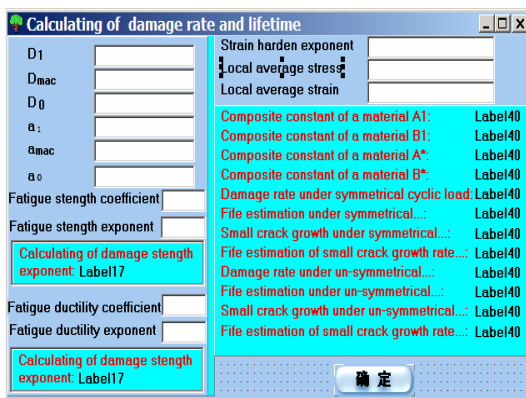 Calculating of damage rate and lifetime
D1
Dmac
D0
a1
amac
a0
Fatigue stength coefficient
Fatigue stength exponent
Calculating of damage stength
exponent: Label17
Fatigue ductility coefficient
Fatigue ductility exponent
Calculating of damage stength
exponent: Label17
Strain harden exponent
Local average stress
Local average strain
Composite constant of a material A1: Label40
Composite constant of a material B1: Label40
Composite constant of a material A*: Label40
Composite constant of a material B*: Label40
Damage rate under symmetrical cyclic load: Label40
Fife estimation under symmetrical...: Label40
Small crack growth under symmetrical...: Label40
Fife estimation of small crack growth rate...: Label40
Damage rate under un-symmetrical...: Label40
Fife estimation under un-symmetrical...: Label40
Small crack growth under un-symmetrical...: Label40
Fife estimation of small crack growth rate...: Label40
确 定